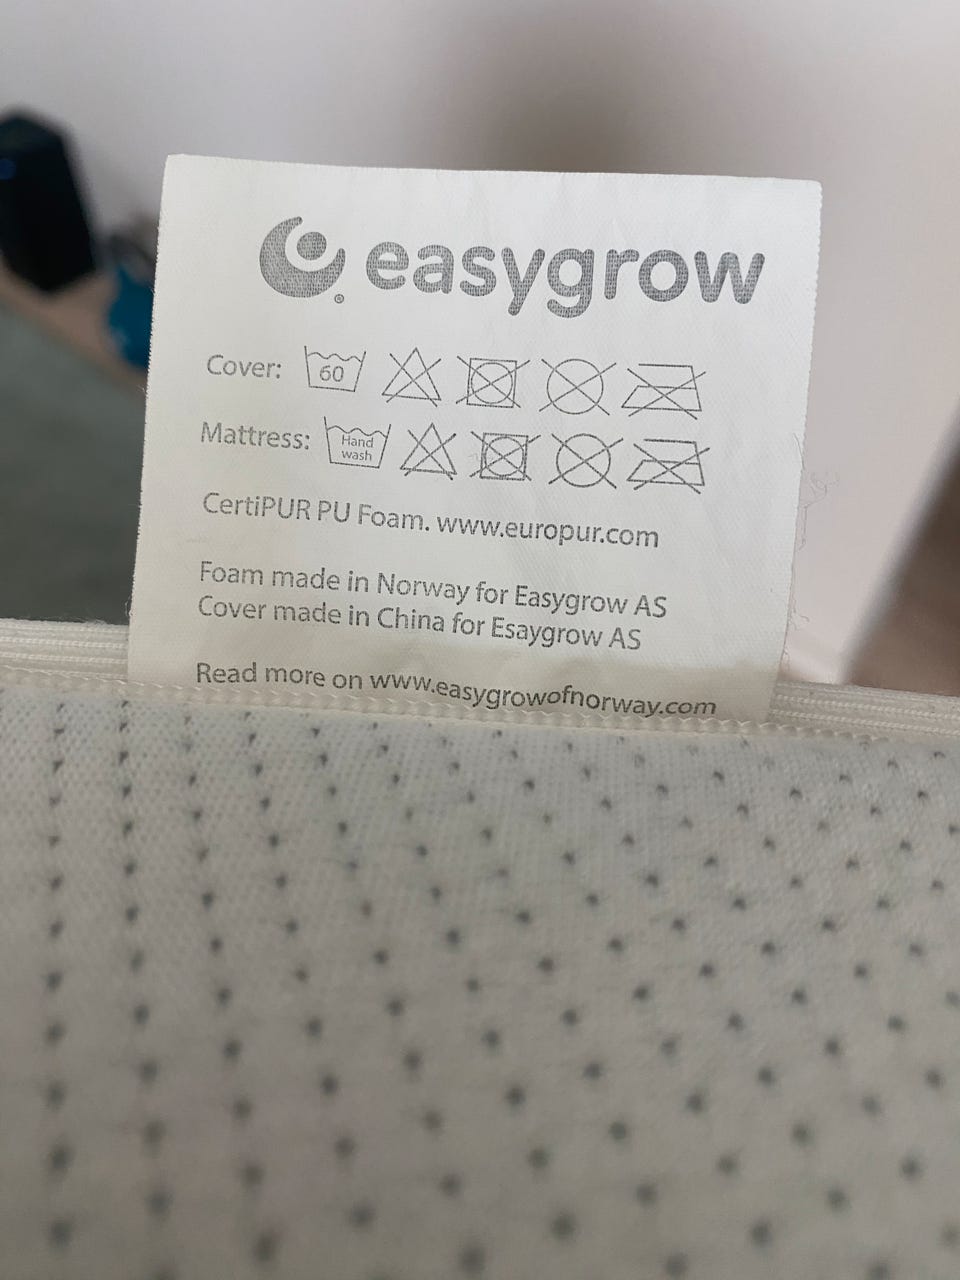 easygrow
®
Cover: 60
Mattress: Hand wash
CertiPUR PU Foam. www.europur.com
Foam made in Norway for Easygrow AS
Cover made in China for Esaygrow AS
Read more on www.easygrowofnorway.com